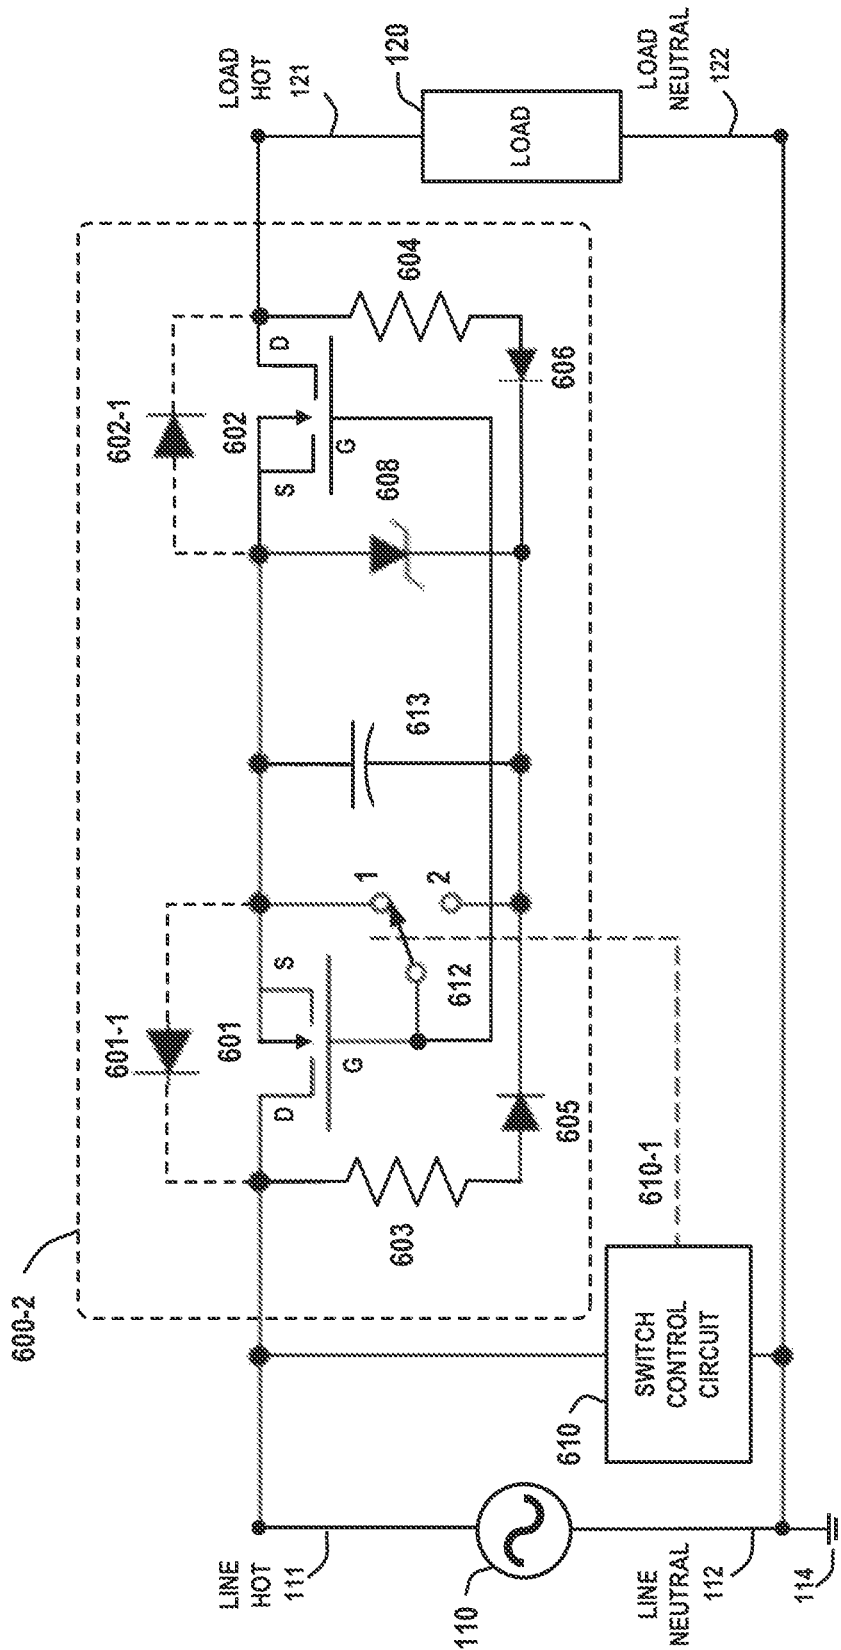 600-2
601-1
602-1
LINE
HOT
111
LOAD
HOT
121
D
601
S
S
602
D
G
G
603
612
1
2
613
608
604
605
606
110
120
LOAD
610
SWITCH
CONTROL
CIRCUIT
610-1
LINE
NEUTRAL
112
114
LOAD
NEUTRAL
122